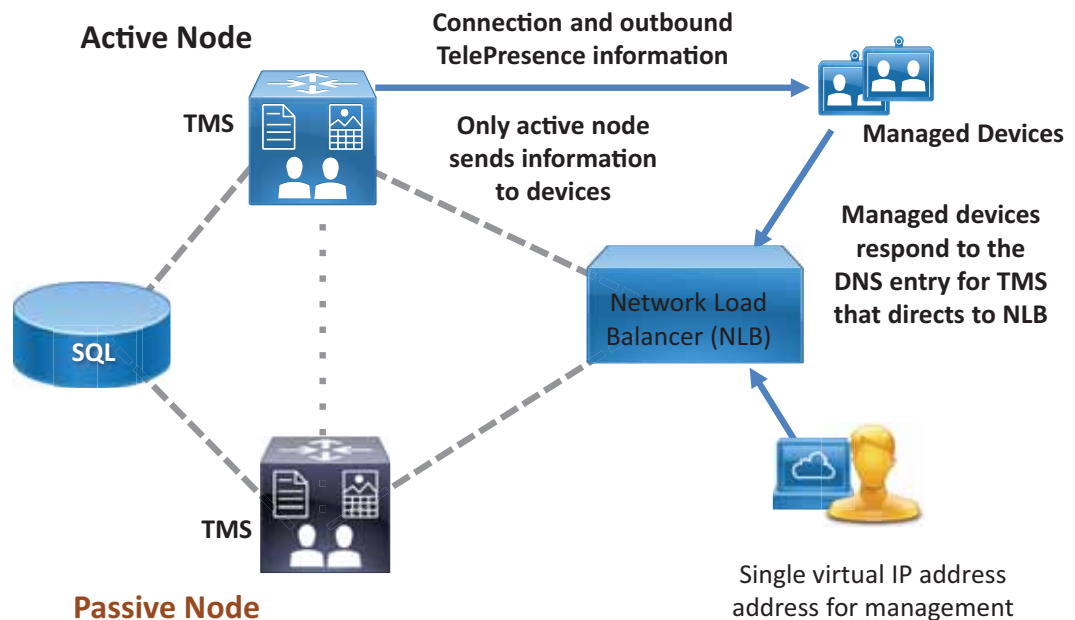 Active Node
Connection and outbound
TelePresence information
TMS
Only active node
sends information
to devices
Managed Devices
Managed devices
respond to the
DNS entry for TMS
that directs to NLB
Network Load
Balancer (NLB)
SQL
TMS
Passive Node
Single virtual IP address
address for management